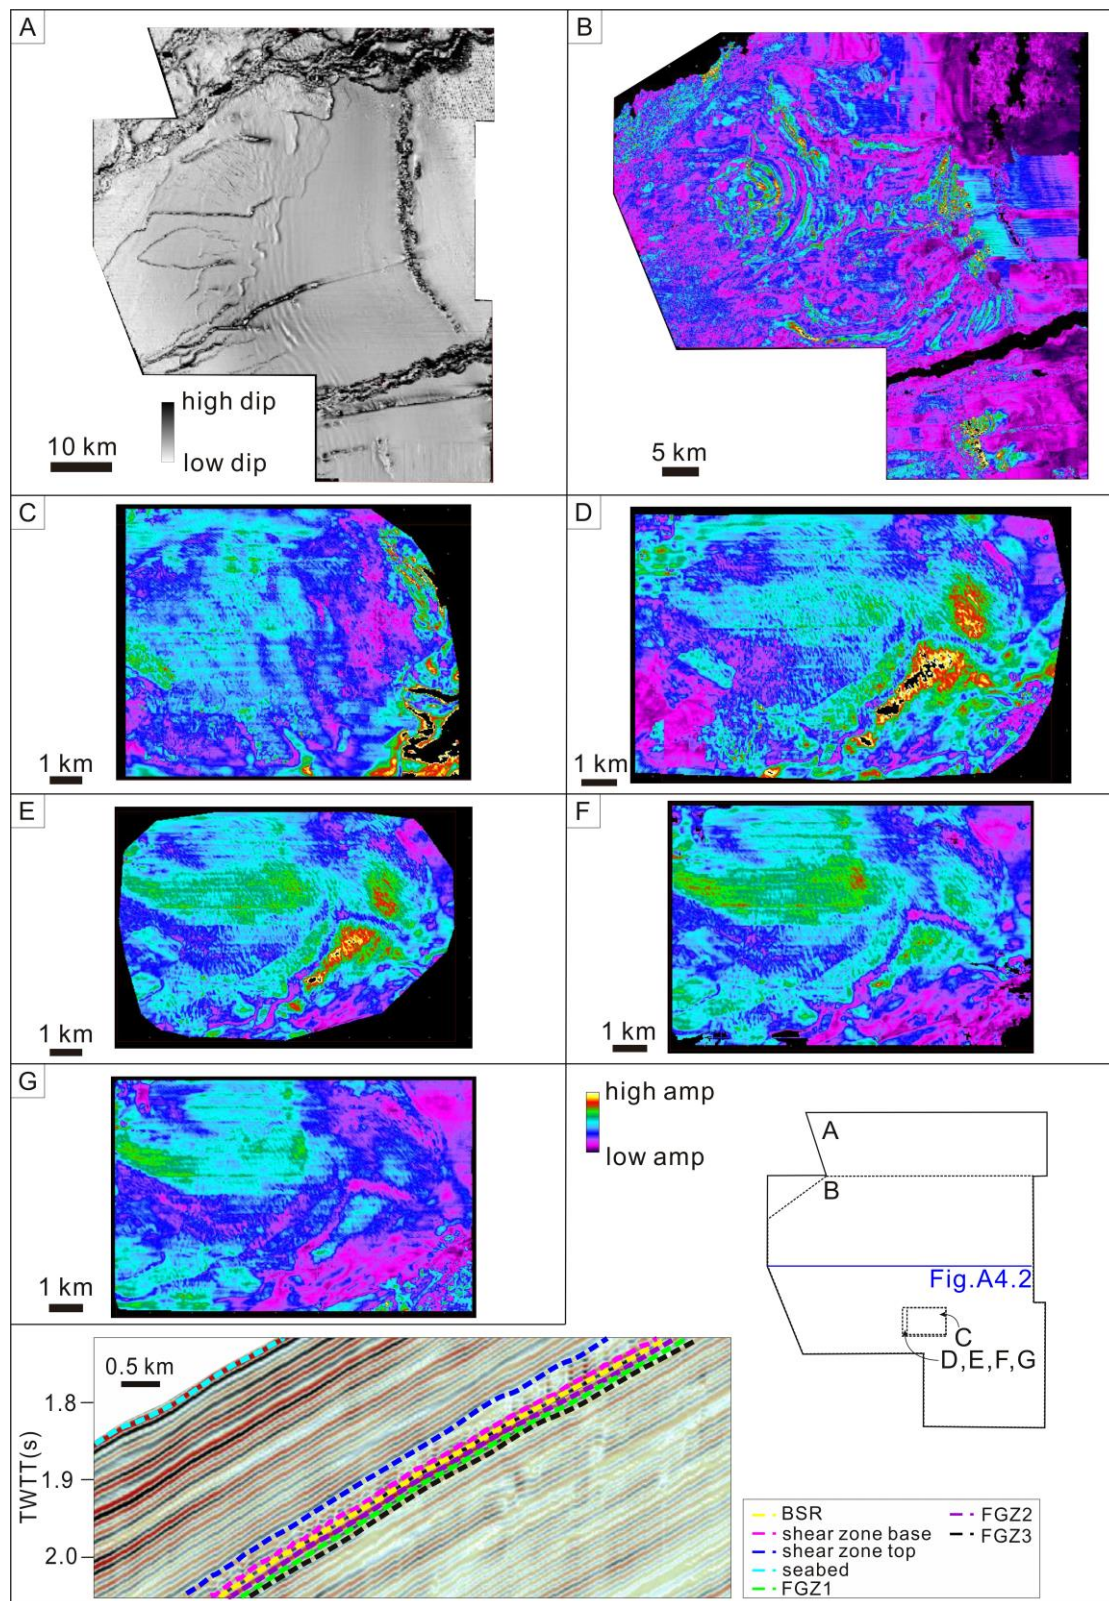 A
high dip
low dip
10 km
B
5 km
C
1 km
D
1 km
E
1 km
F
1 km
G
1 km
high amp
low amp
A
B
Fig.A4.2
C
D,E,F,G
0.5 km
TWTT(s)
1.8
1.9
2.0
BSR
shear zone base
shear zone top
seabed
FGZ1
FGZ2
FGZ3